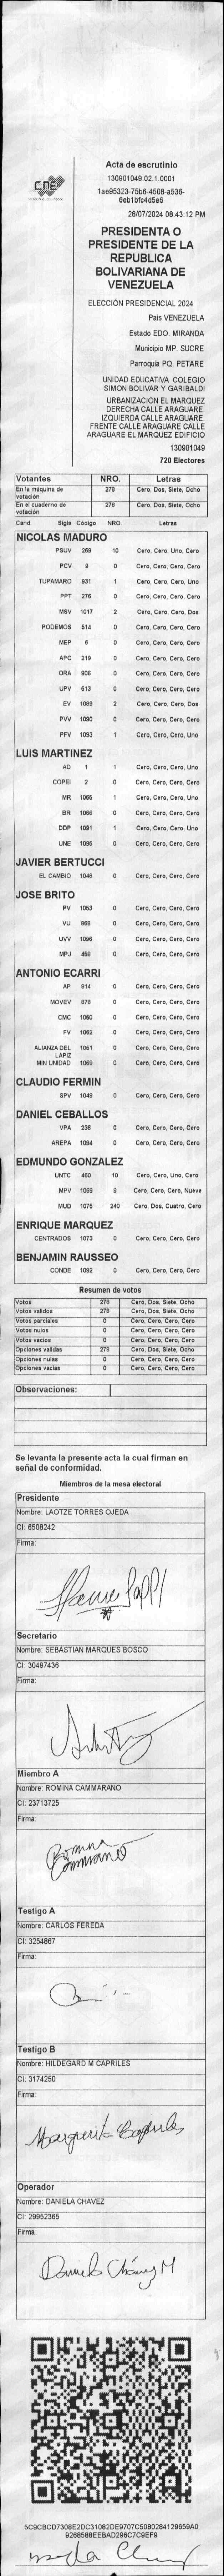 CNE
Acta de escrutinio
130901049.02.1.0001
1ae95323-75b6-4508-a536-
6eb1bfc4d5e6
28/07/2024 08:43:12 PM
PRESIDENTA O
PRESIDENTE DE LA
REPUBLICA
BOLIVARIANA DE
VENEZUELA
ELECCIÓN PRESIDENCIAL 2024
Pais VENEZUELA
Estado EDO. MIRANDA
Municipio MP. SUCRE
Parroquia PQ. PETARE
UNIDAD EDUCATIVA COLEGIO
SIMON BOLIVAR Y GARIBALDI
URBANIZACION EL MARQUEZ
DERECHA CALLE ARAGUARE.
IZQUIERDA CALLE ARAGUARE.
FRENTE CALLE ARAGUARE CALLE
ARAGUARE EL MARQUEZ EDIFICIO
130901049
720 Electores
Votantes NRO. Letras
En la máquina de votación 278 Cero, Dos, Siete, Ocho
En el cuaderno de votación 278 Cero, Dos, Siete, Ocho
Cand. Sigla Código NRO. Letras
NICOLAS MADURO
PSUV 269 10 Cero, Cero, Uno, Cero
PCV 9 0 Cero, Cero, Cero, Cero
TUPAMARO 931 1 Cero, Cero, Cero, Uno
PPT 276 0 Cero, Cero, Cero, Cero
MSV 1017 2 Cero, Cero, Cero, Dos
PODEMOS 514 0 Cero, Cero, Cero, Cero
MEP 6 0 Cero, Cero, Cero, Cero
APC 219 0 Cero, Cero, Cero, Cero
ORA 906 0 Cero, Cero, Cero, Cero
UPV 513 0 Cero, Cero, Cero, Cero
EV 1089 2 Cero, Cero, Cero, Dos
PVV 1090 0 Cero, Cero, Cero, Cero
PFV 1093 1 Cero, Cero, Cero, Uno
LUIS MARTINEZ
AD 1 1 Cero, Cero, Cero, Uno
COPEI 2 0 Cero, Cero, Cero, Cero
MR 1066 1 Cero, Cero, Cero, Uno
BR 1068 0 Cero, Cero, Cero, Cero
DDP 1091 1 Cero, Cero, Cero, Uno
UNE 1095 0 Cero, Cero, Cero, Cero
JAVIER BERTUCCI
EL CAMBIO 1048 0 Cero, Cero, Cero, Cero
JOSE BRITO
PV 1053 0 Cero, Cero, Cero, Cero
VU 868 0 Cero, Cero, Cero, Cero
UVV 1096 0 Cero, Cero, Cero, Cero
MPJ 458 0 Cero, Cero, Cero, Cero
ANTONIO ECARRI
AP 914 0 Cero, Cero, Cero, Cero
MOVEV 878 0 Cero, Cero, Cero, Cero
CMC 1060 0 Cero, Cero, Cero, Cero
FV 1062 0 Cero, Cero, Cero, Cero
ALIANZA DEL LAPIZ 1051 0 Cero, Cero, Cero, Cero
MIN UNIDAD 1068 0 Cero, Cero, Cero, Cero
CLAUDIO FERMIN
SPV 1049 0 Cero, Cero, Cero, Cero
DANIEL CEBALLOS
VPA 236 0 Cero, Cero, Cero, Cero
AREPA 1094 0 Cero, Cero, Cero, Cero
EDMUNDO GONZALEZ
UNTC 460 10 Cero, Cero, Uno, Cero
MPV 1069 9 Cero, Cero, Cero, Nueve
MUD 1075 240 Cero, Dos, Cuatro, Cero
ENRIQUE MARQUEZ
CENTRADOS 1073 0 Cero, Cero, Cero, Cero
BENJAMIN RAUSSEO
CONDE 1092 0 Cero, Cero, Cero, Cero
Resumen de votos
Votos 278 Cero, Dos, Siete, Ocho
Votos validos 278 Cero, Dos, Siete, Ocho
Votos parciales 0 Cero, Cero, Cero, Cero
Votos nulos 0 Cero, Cero, Cero, Cero
Votos vacios 0 Cero, Cero, Cero, Cero
Opciones validas 278 Cero, Dos, Siete, Ocho
Opciones nulas 0 Cero, Cero, Cero, Cero
Opciones vacias 0 Cero, Cero, Cero, Cero
Observaciones:
Se levanta la presente acta la cual firman en
señal de conformidad.
Miembros de la mesa electoral
Presidente
Nombre: LAOTZE TORRES OJEDA
CI: 6508242
Firma:
Secretario
Nombre: SEBASTIAN MARQUES BOSCO
CI: 30497436
Firma:
Miembro A
Nombre: ROMINA CAMMARANO
CI: 23713725
Firma:
Romina
Cammarano
Testigo A
Nombre: CARLOS FEREDA
CI: 3254867
Firma:
Testigo B
Nombre: HILDEGARD M CAPRILES
CI: 3174250
Firma:
Margarita Capriles
Operador
Nombre: DANIELA CHAVEZ
CI: 29952365
Firma:
Daniela Chávez M
5C9CBCD7308E2DC31082DE9707C5080284129659A0
9268588EEBAD296C7C9EF9